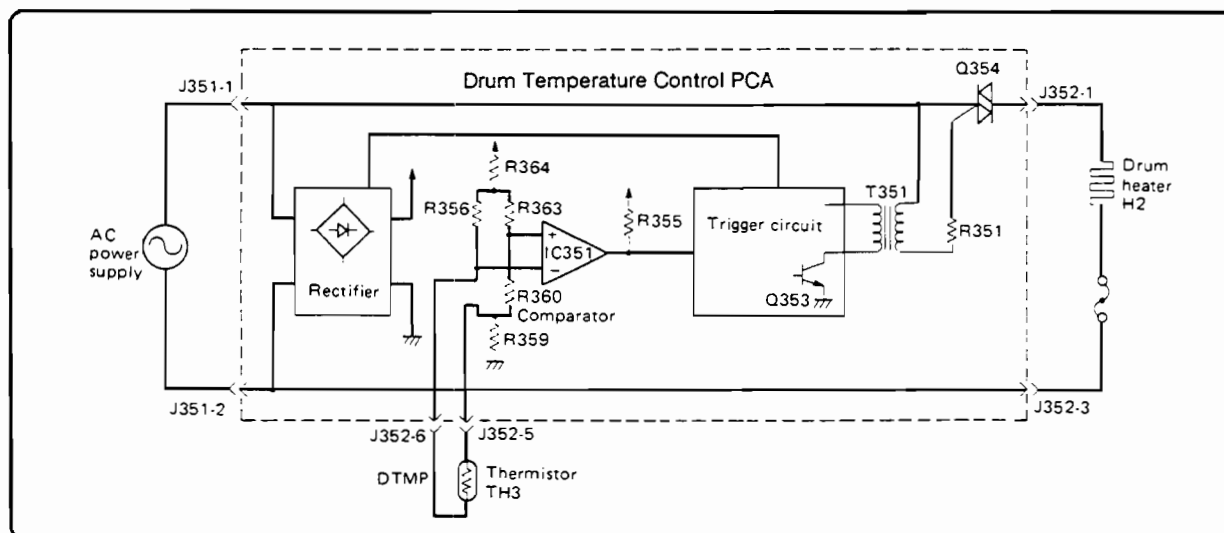 Drum Temperature Control PCA
Q354
J351-1
J352-1
R364
R356
R363
R355
T351
Trigger circuit
Drum
heater
H2
AC
power
supply
+
IC351
−
R351
Rectifier
R360
Comparator
Q353
R359
J351-2
J352-3
J352-6
J352-5
DTMP
Thermistor
TH3